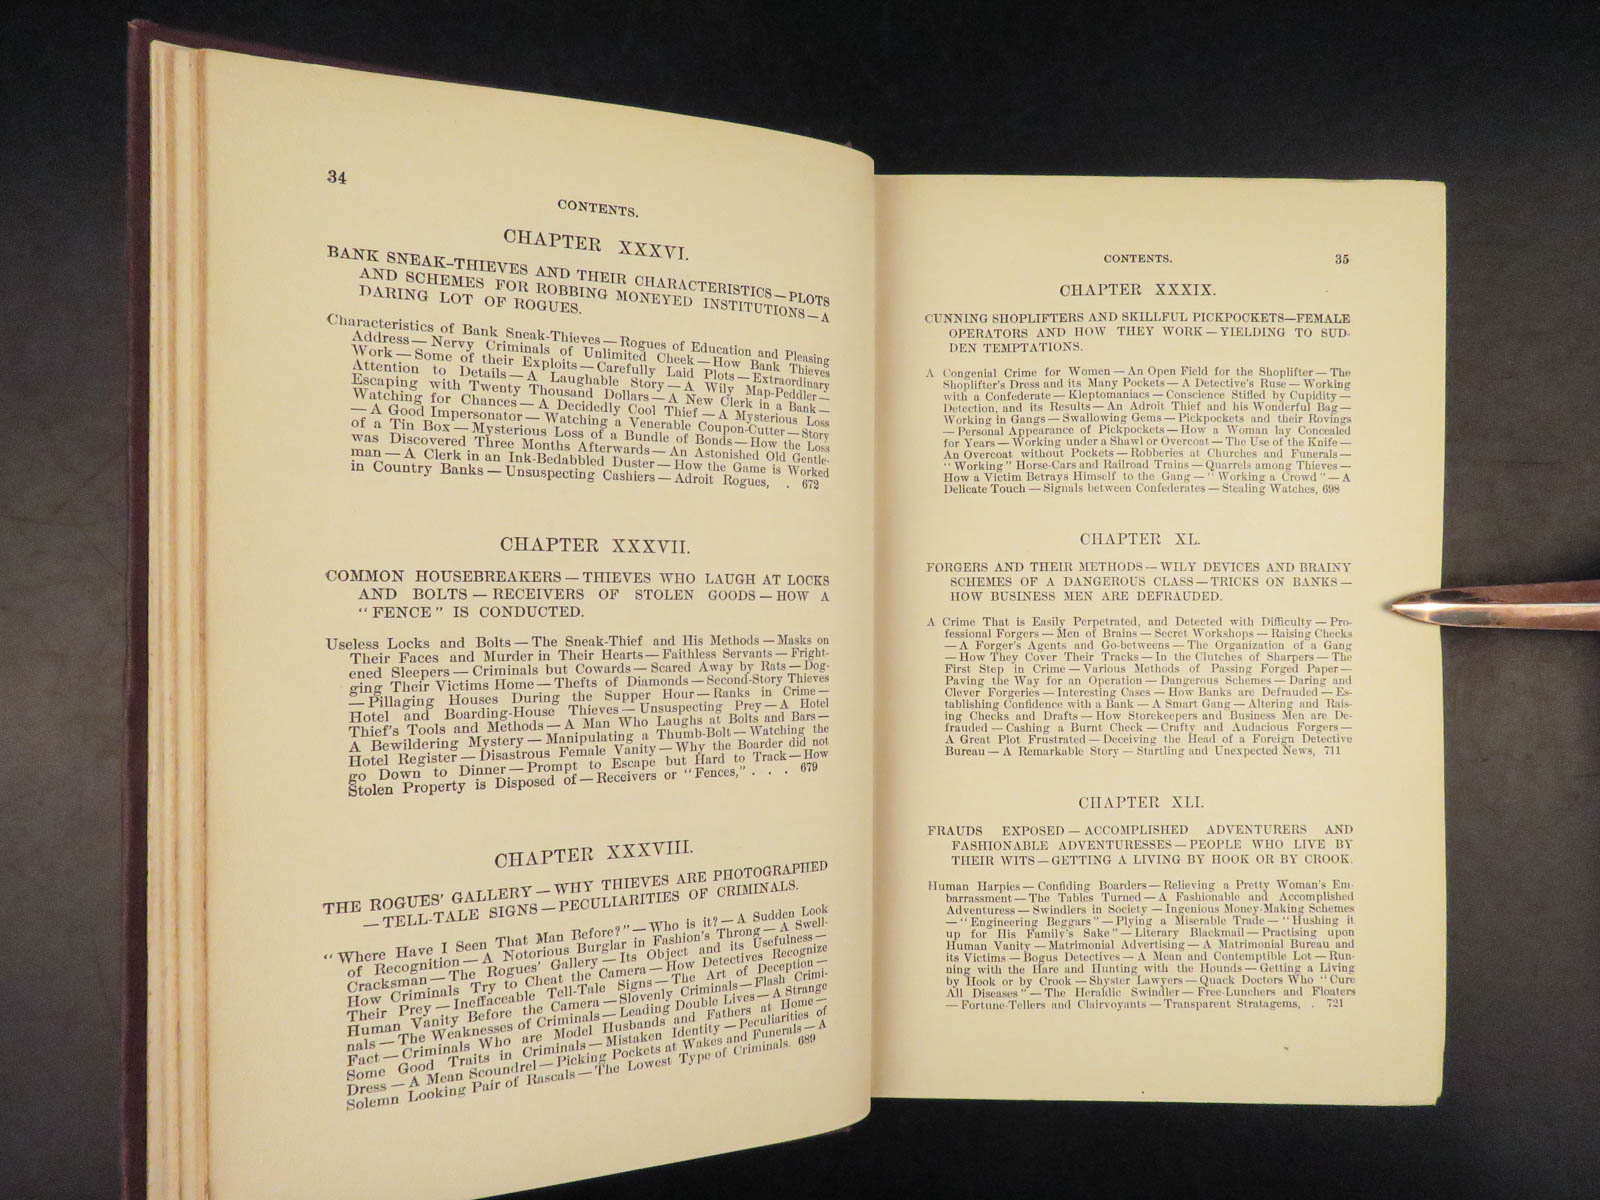 34
CONTENTS.
CHAPTER XXXVI.
BANK SNEAK-THIEVES AND THEIR CHARACTERISTICS — PLOTS
AND SCHEMES FOR ROBBING MONEYED INSTITUTIONS — A
DARING LOT OF ROGUES.
Characteristics of Bank Sneak-Thieves — Rogues of Education and Pleasing
Address — Nervy Criminals of Unlimited Cheek — How Bank Thieves
Work — Some of their Exploits — Carefully Laid Plots — Extraordinary
Attention to Details — A Laughable Story — A Wily Map-Peddler —
Escaping with Twenty Thousand Dollars — A New Clerk in a Bank —
Watching for Chances — A Decidedly Cool Thief — A Mysterious Loss
— A Good Impersonator — Watching a Venerable Coupon-Cutter — Story
of a Tin Box — Mysterious Loss of a Bundle of Bonds — How the Loss
was Discovered Three Months Afterwards — An Astonished Old Gentle-
man — A Clerk in an Ink-Bedabbled Duster — How the Game is Worked
in Country Banks — Unsuspecting Cashiers — Adroit Rogues, . 672
CHAPTER XXXVII.
COMMON HOUSEBREAKERS — THIEVES WHO LAUGH AT LOCKS
AND BOLTS — RECEIVERS OF STOLEN GOODS — HOW A
“ FENCE ” IS CONDUCTED.
Useless Locks and Bolts — The Sneak-Thief and His Methods — Masks on
Their Faces and Murder in Their Hearts — Faithless Servants — Fright-
ened Sleepers — Criminals but Cowards — Scared Away by Rats — Dog-
ging Their Victims Home — Thefts of Diamonds — Second-Story Thieves
— Pillaging Houses During the Supper Hour — Ranks in Crime —
Hotel and Boarding-House Thieves — Unsuspecting Prey — A Hotel
Thief's Tools and Methods — A Man Who Laughs at Bolts and Bars —
A Bewildering Mystery — Manipulating a Thumb-Bolt — Watching the
Hotel Register — Disastrous Female Vanity — Why the Boarder did not
go Down to Dinner — Prompt to Escape but Hard to Track — How
Stolen Property is Disposed of — Receivers or “ Fences,” . . . 679
CHAPTER XXXVIII.
THE ROGUES' GALLERY — WHY THIEVES ARE PHOTOGRAPHED
— TELL-TALE SIGNS — PECULIARITIES OF CRIMINALS.
“ Where Have I Seen That Man Before? ” — Who is it? — A Sudden Look
of Recognition — A Notorious Burglar in Fashion's Throng — A Swell-
Cracksman — The Rogues' Gallery — Its Object and its Usefulness —
How Criminals Try to Cheat the Camera — How Detectives Recognize
Their Prey — Ineffaceable Tell-Tale Signs — The Art of Deception —
Human Vanity Before the Camera — Slovenly Criminals — Flash Crimi-
nals — The Weaknesses of Criminals — Leading Double Lives — A Strange
Fact — Criminals Who are Model Husbands and Fathers at Home —
Some Good Traits in Criminals — Mistaken Identity — Peculiarities of
Dress — A Mean Scoundrel — Picking Pockets at Wakes and Funerals — A
Solemn Looking Pair of Rascals — The Lowest Type of Criminals. 689
CONTENTS. 35
CHAPTER XXXIX.
CUNNING SHOPLIFTERS AND SKILLFUL PICKPOCKETS—FEMALE
OPERATORS AND HOW THEY WORK — YIELDING TO SUD-
DEN TEMPTATIONS.
A Congenial Crime for Women — An Open Field for the Shoplifter — The
Shoplifter's Dress and its Many Pockets — A Detective's Ruse — Working
with a Confederate — Kleptomaniacs — Conscience Stifled by Cupidity —
Detection, and its Results — An Adroit Thief and his Wonderful Bag —
Working in Gangs — Swallowing Gems — Pickpockets and their Rovings
— Personal Appearance of Pickpockets — How a Woman lay Concealed
for Years — Working under a Shawl or Overcoat — The Use of the Knife —
An Overcoat without Pockets — Robberies at Churches and Funerals —
“ Working ” Horse-Cars and Railroad Trains — Quarrels among Thieves —
How a Victim Betrays Himself to the Gang — “ Working a Crowd ” — A
Delicate Touch — Signals between Confederates — Stealing Watches, 698
CHAPTER XL.
FORGERS AND THEIR METHODS — WILY DEVICES AND BRAINY
SCHEMES OF A DANGEROUS CLASS — TRICKS ON BANKS —
HOW BUSINESS MEN ARE DEFRAUDED.
A Crime That is Easily Perpetrated, and Detected with Difficulty — Pro-
fessional Forgers — Men of Brains — Secret Workshops — Raising Checks
— A Forger's Agents and Go-betweens — The Organization of a Gang
— How They Cover Their Tracks — In the Clutches of Sharpers — The
First Step in Crime — Various Methods of Passing Forged Paper —
Paving the Way for an Operation — Dangerous Schemes — Daring and
Clever Forgeries — Interesting Cases — How Banks are Defrauded — Es-
tablishing Confidence with a Bank — A Smart Gang — Altering and Rais-
ing Checks and Drafts — How Storekeepers and Business Men are De-
frauded — Cashing a Burnt Check — Crafty and Audacious Forgers —
A Great Plot Frustrated — Deceiving the Head of a Foreign Detective
Bureau — A Remarkable Story — Startling and Unexpected News, 711
CHAPTER XLI.
FRAUDS EXPOSED — ACCOMPLISHED ADVENTURERS AND
FASHIONABLE ADVENTURESSES — PEOPLE WHO LIVE BY
THEIR WITS — GETTING A LIVING BY HOOK OR BY CROOK.
Human Harpies — Confiding Boarders — Relieving a Pretty Woman's Em-
barrassment — The Tables Turned — A Fashionable and Accomplished
Adventuress — Swindlers in Society — Ingenious Money-Making Schemes
— “ Engineering Beggars ” — Plying a Miserable Trade — “ Hushing it
up for His Family's Sake ” — Literary Blackmail — Practising upon
Human Vanity — Matrimonial Advertising — A Matrimonial Bureau and
its Victims — Bogus Detectives — A Mean and Contemptible Lot — Run-
ning with the Hare and Hunting with the Hounds — Getting a Living
by Hook or by Crook — Shyster Lawyers — Quack Doctors Who “ Cure
All Diseases ” — The Heraldic Swindler — Free-Lunchers and Floaters
— Fortune-Tellers and Clairvoyants — Transparent Stratagems, . 721